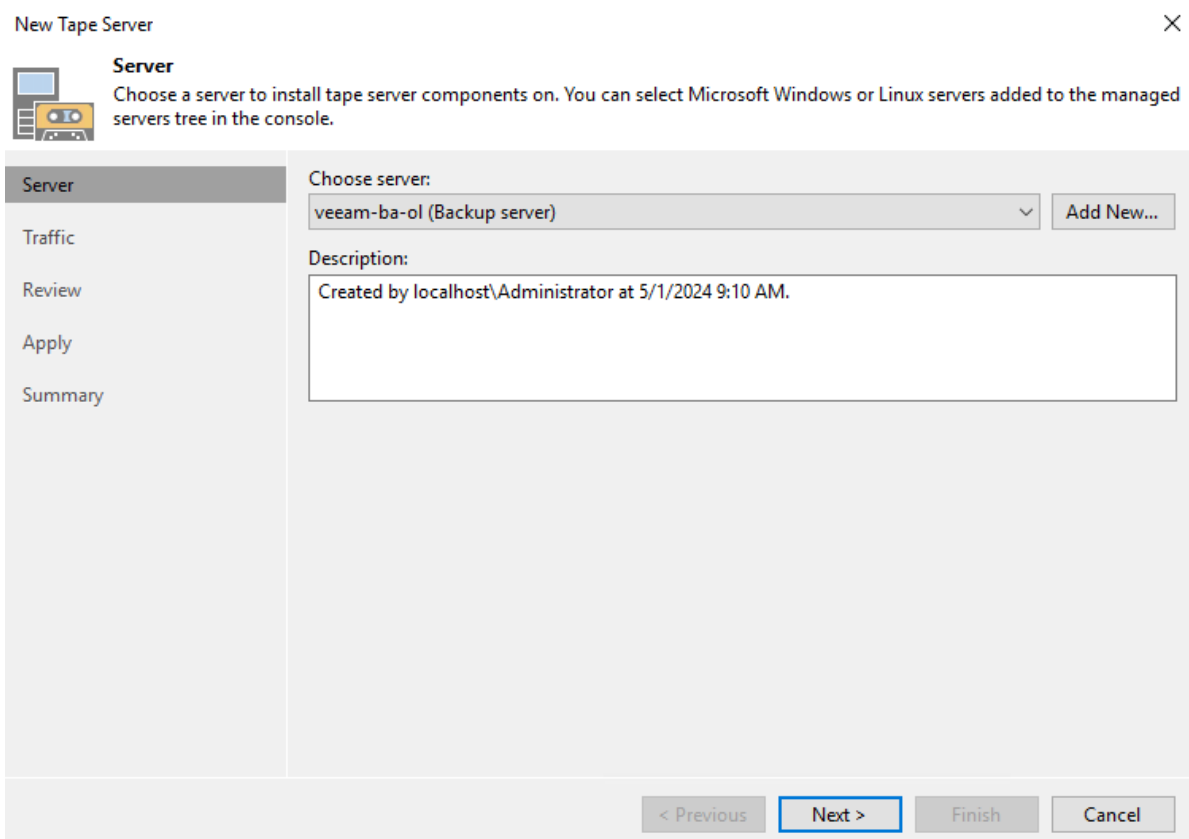 New Tape Server
Server
Choose a server to install tape server components on. You can select Microsoft Windows or Linux servers added to the managed
servers tree in the console.
Server
Traffic
Review
Apply
Summary
Choose server:
veeam-ba-ol (Backup server)
Add New...
Description:
Created by localhost\Administrator at 5/1/2024 9:10 AM.
< Previous
Next >
Finish
Cancel